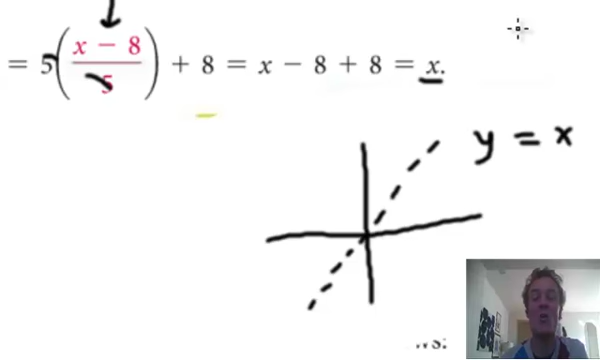 = 5(x − 8 / 5) + 8 = x − 8 + 8 = x.
y = x